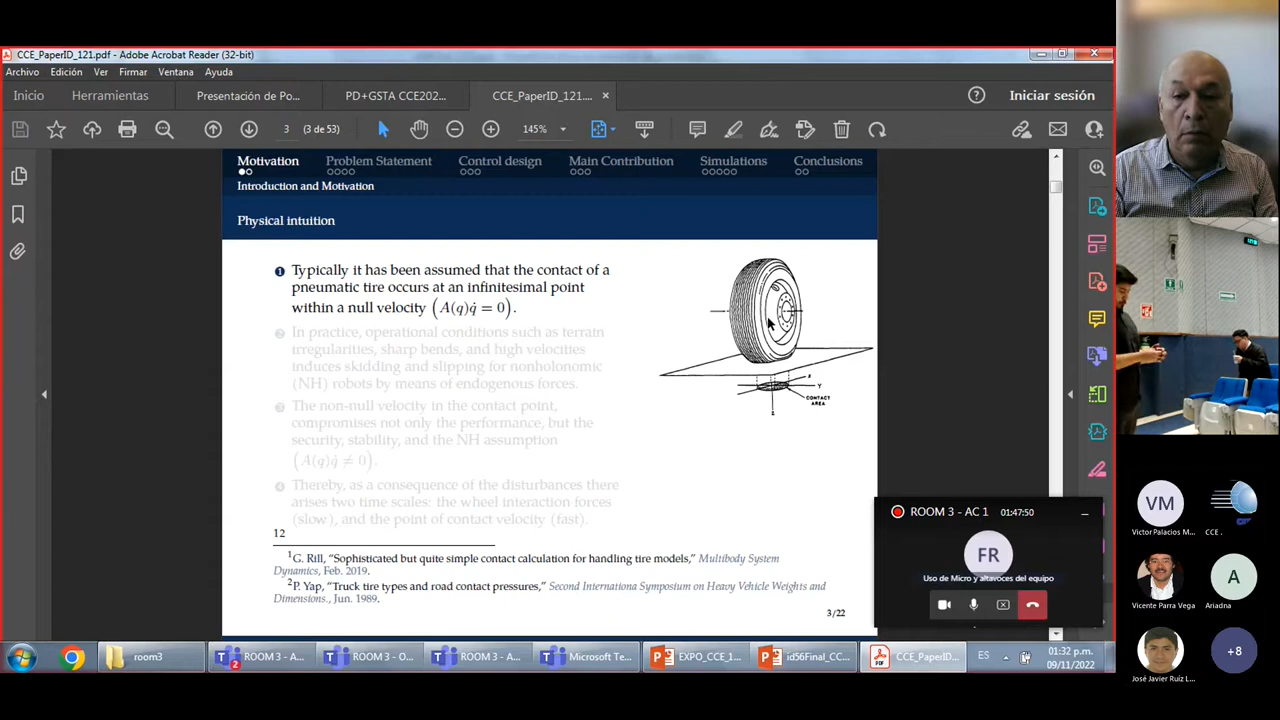 CCE_PaperID_121.pdf - Adobe Acrobat Reader (32-bit)
Archivo Edición Ver Firmar Ventana Ayuda
Inicio Herramientas Presentación de Po... PD+GSTA CCE202... CCE_PaperID_121.... Iniciar sesión
3 (3 de 53) 145%
Motivation Problem Statement Control design Main Contribution Simulations Conclusions
Introduction and Motivation
Physical intuition
1 Typically it has been assumed that the contact of a
pneumatic tire occurs at an infinitesimal point
within a null velocity (A(q)q̇ = 0).
2 In practice, operational conditions such as terrain
irregularities, sharp bends, and high velocities
induces skidding and slipping for nonholonomic
(NH) robots by means of endogenous forces.
3 The non-null velocity in the contact point,
compromuses not only the performance, but the
security, stability, and the NH assumption
(A(q)q̇ ≠ 0).
4 Thereby, as a consequence of the disturbances there
arises two time scales: the wheel interaction forces
(slow), and the point of contact velocity (fast).
X
Y
CONTACT
AREA
Z
12
1G. Rill, “Sophisticated but quite simple contact calculation for handling tire models,” Multibody System
Dynamics, Feb. 2019.
2P. Yap, “Truck tire types and road contact pressures,” Second Internationa Symposium on Heavy Vehicle Weights and
Dimensions., Jun. 1989.
3/22
ROOM 3 - AC 1 01:47:50
FR
Uso de Micro y altavoces del equipo
VM
Victor Palacios M... CCE .
A
Vicente Parra Vega Ariadna
+8
José Javier Ruíz L...
room3 2 ROOM 3 - A... ROOM 3 - O... ROOM 3 - A... Microsoft Te... EXPO_CCE_1... id56Final_CC... CCE_PaperID... ES 01:32 p.m.
09/11/2022